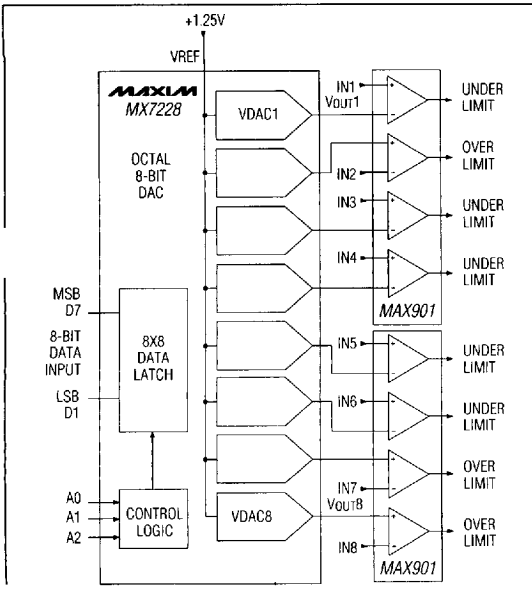 +1.25V
VREF
MAXIM
MX7228
OCTAL
8-BIT
DAC
VDAC1
VDAC8
MSB
D7
8-BIT
DATA
INPUT
LSB
D1
8X8
DATA
LATCH
A0
A1
A2
CONTROL
LOGIC
IN1
VOUT1
IN2
IN3
IN4
+
-
+
-
+
-
+
-
MAX901
UNDER
LIMIT
OVER
LIMIT
UNDER
LIMIT
UNDER
LIMIT
IN5
IN6
IN7
VOUT8
IN8
+
-
+
-
+
-
+
-
MAX901
UNDER
LIMIT
UNDER
LIMIT
OVER
LIMIT
OVER
LIMIT